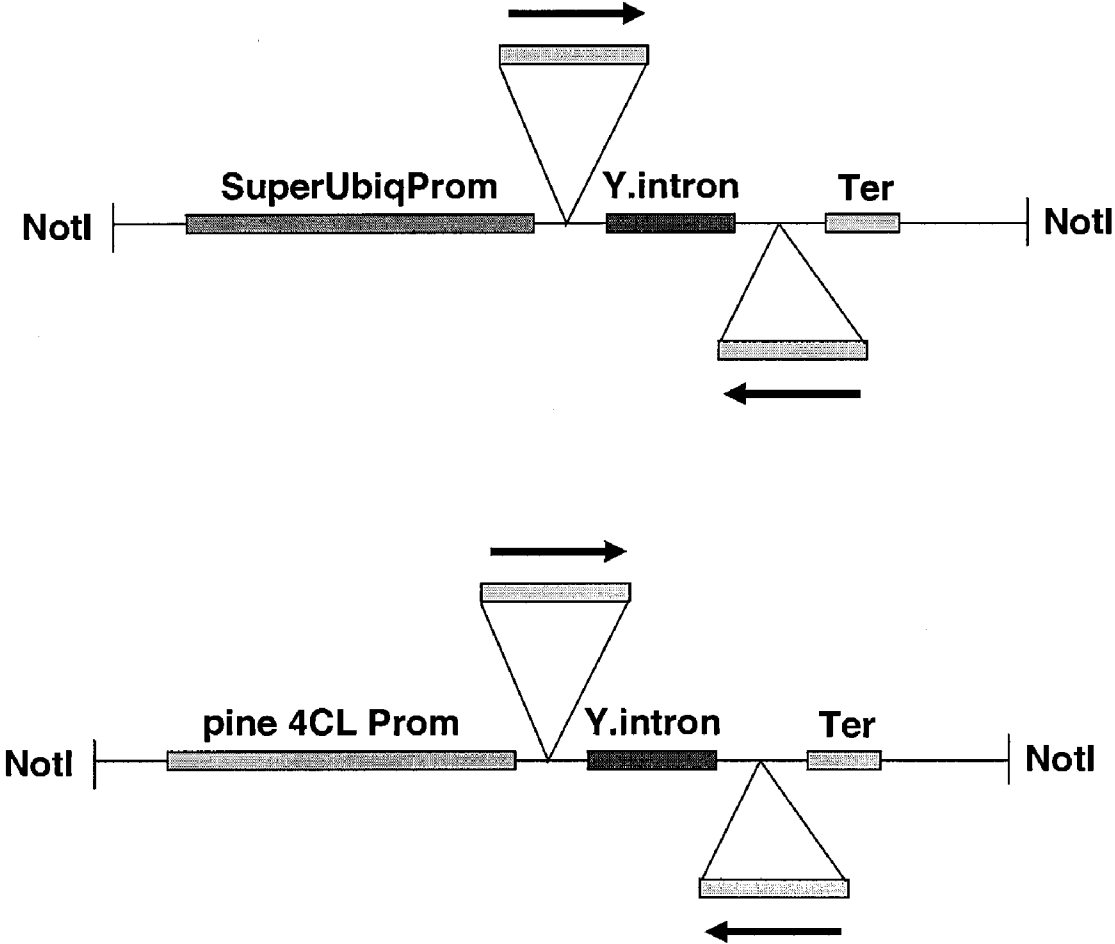 SuperUbiqProm Y.intron Ter
NotI NotI
pine 4CL Prom Y.intron Ter
NotI NotI